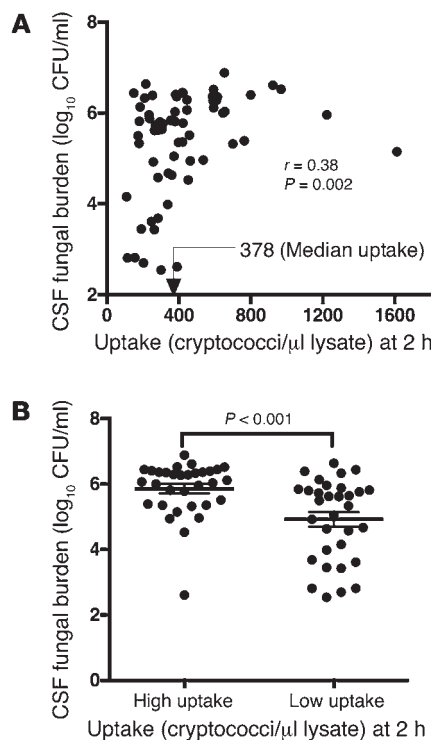 A
CSF fungal burden (log10 CFU/ml)
8
6
4
2
r = 0.38
P = 0.002
378 (Median uptake)
0 400 800 1200 1600
Uptake (cryptococci/µl lysate) at 2 h
B
CSF fungal burden (log10 CFU/ml)
8
6
4
2
0
P < 0.001
High uptake Low uptake
Uptake (cryptococci/µl lysate) at 2 h